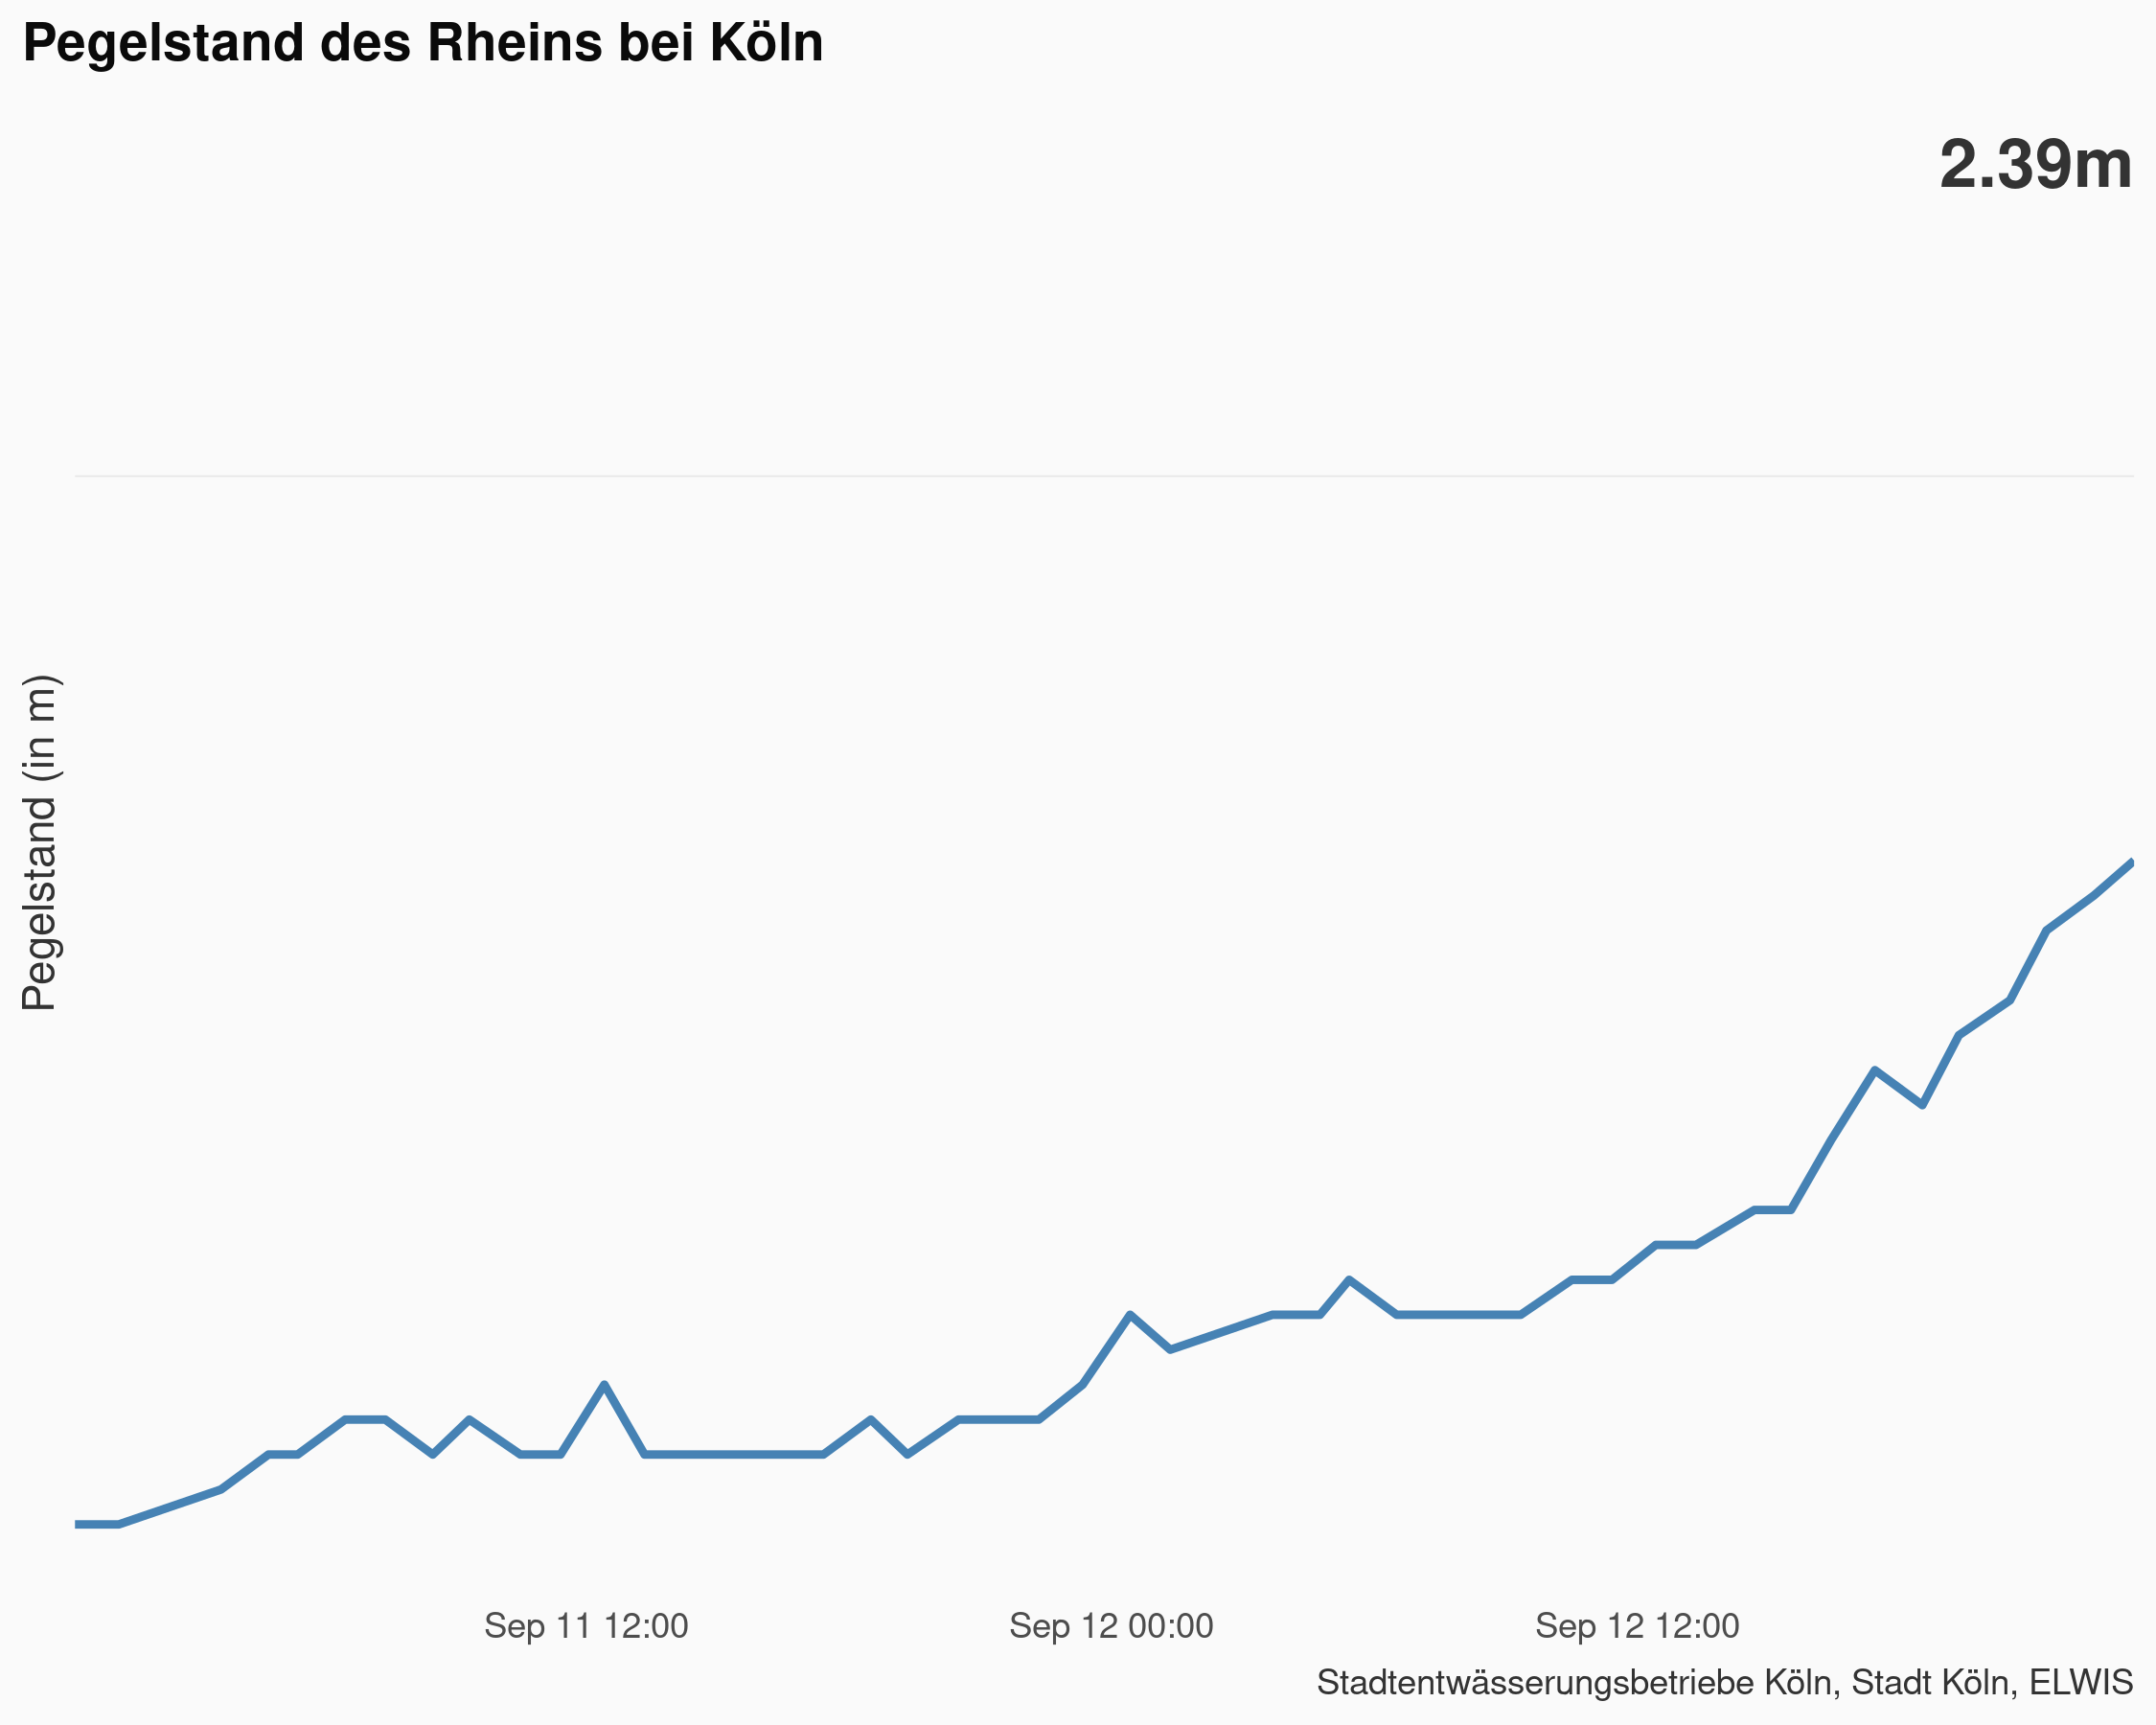 Pegelstand des Rheins bei Köln
2.39m
Pegelstand (in m)
Sep 11 12:00
Sep 12 00:00
Sep 12 12:00
Stadtentwässerungsbetriebe Köln, Stadt Köln, ELWIS